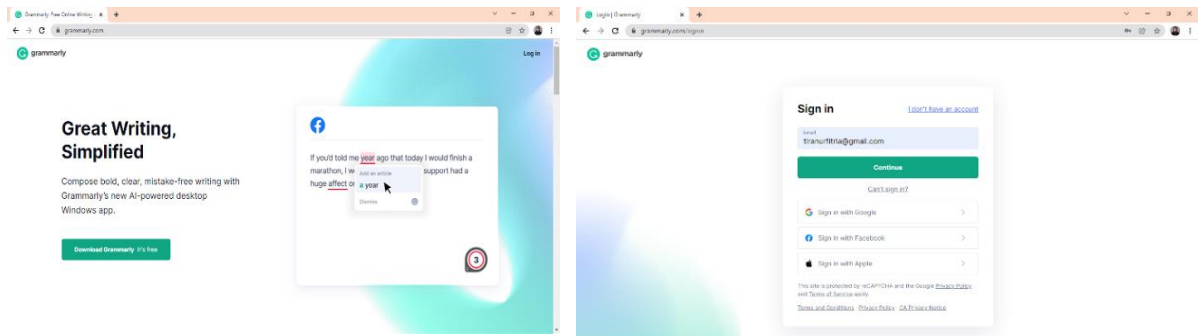 Grammarly: Free Online Writing
grammarly.com
grammarly
Log in
Great Writing,
Simplified
Compose bold, clear, mistake-free writing with
Grammarly's new AI-powered desktop
Windows app.
Download Grammarly It's free
If you'd told me year ago that today I would finish a
marathon, I w support had a
huge affect o
Add an article
a year
Dismiss
3
Login | Grammarly
grammarly.com/signin
grammarly
Sign in
I don't have an account
Email
tiranurfitria@gmail.com
Continue
Can't sign in?
Sign in with Google
Sign in with Facebook
Sign in with Apple
This site is protected by reCAPTCHA and the Google Privacy Policy
and Terms of Service apply.
Terms and Conditions Privacy Policy CA Privacy Notice